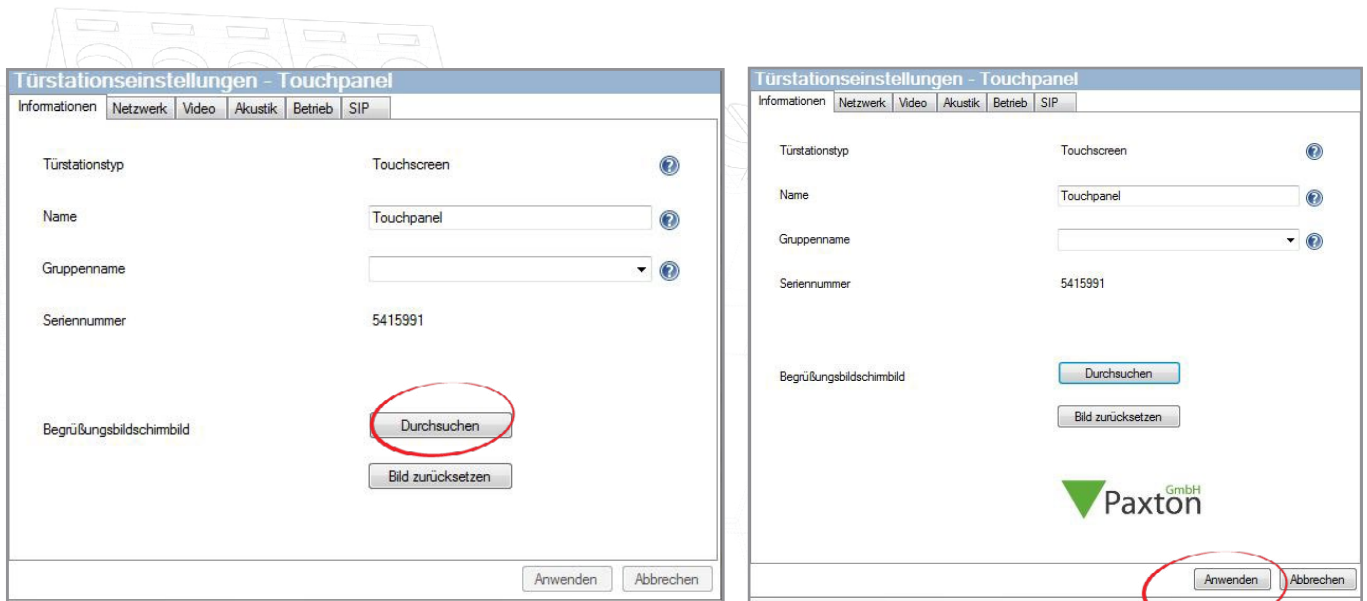 Türstationseinstellungen - Touchpanel
Informationen Netzwerk Video Akustik Betrieb SIP
Türstationstyp Touchscreen
Name Touchpanel
Gruppenname
Seriennummer 5415991
Begrüßungsbildschirmbild Durchsuchen
Bild zurücksetzen
Anwenden Abbrechen
Türstationseinstellungen - Touchpanel
Informationen Netzwerk Video Akustik Betrieb SIP
Türstationstyp Touchscreen
Name Touchpanel
Gruppenname
Seriennummer 5415991
Begrüßungsbildschirmbild Durchsuchen
Bild zurücksetzen
Paxton GmbH
Anwenden Abbrechen